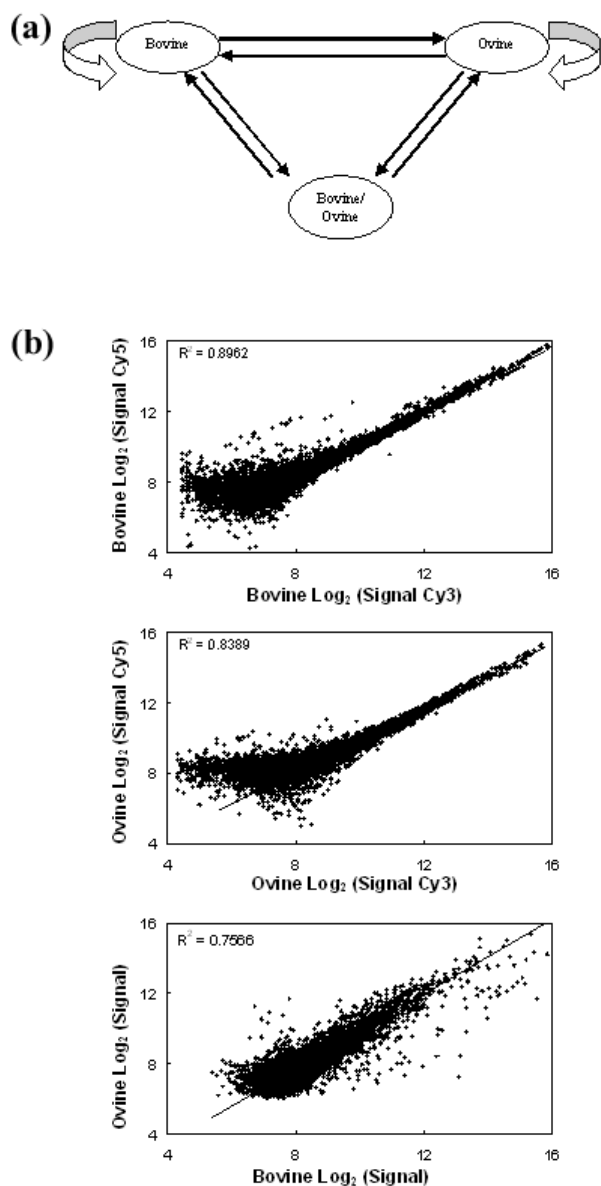 (a)
Bovine
Ovine
Bovine/
Ovine
(b)
16
12
8
4
R² = 0.8962
Bovine Log₂ (Signal Cy5)
4 8 12 16
Bovine Log₂ (Signal Cy3)
16
12
8
4
R² = 0.8389
Ovine Log₂ (Signal Cy5)
4 8 12 16
Ovine Log₂ (Signal Cy3)
16
12
8
4
R² = 0.7566
Ovine Log₂ (Signal)
4 8 12 16
Bovine Log₂ (Signal)